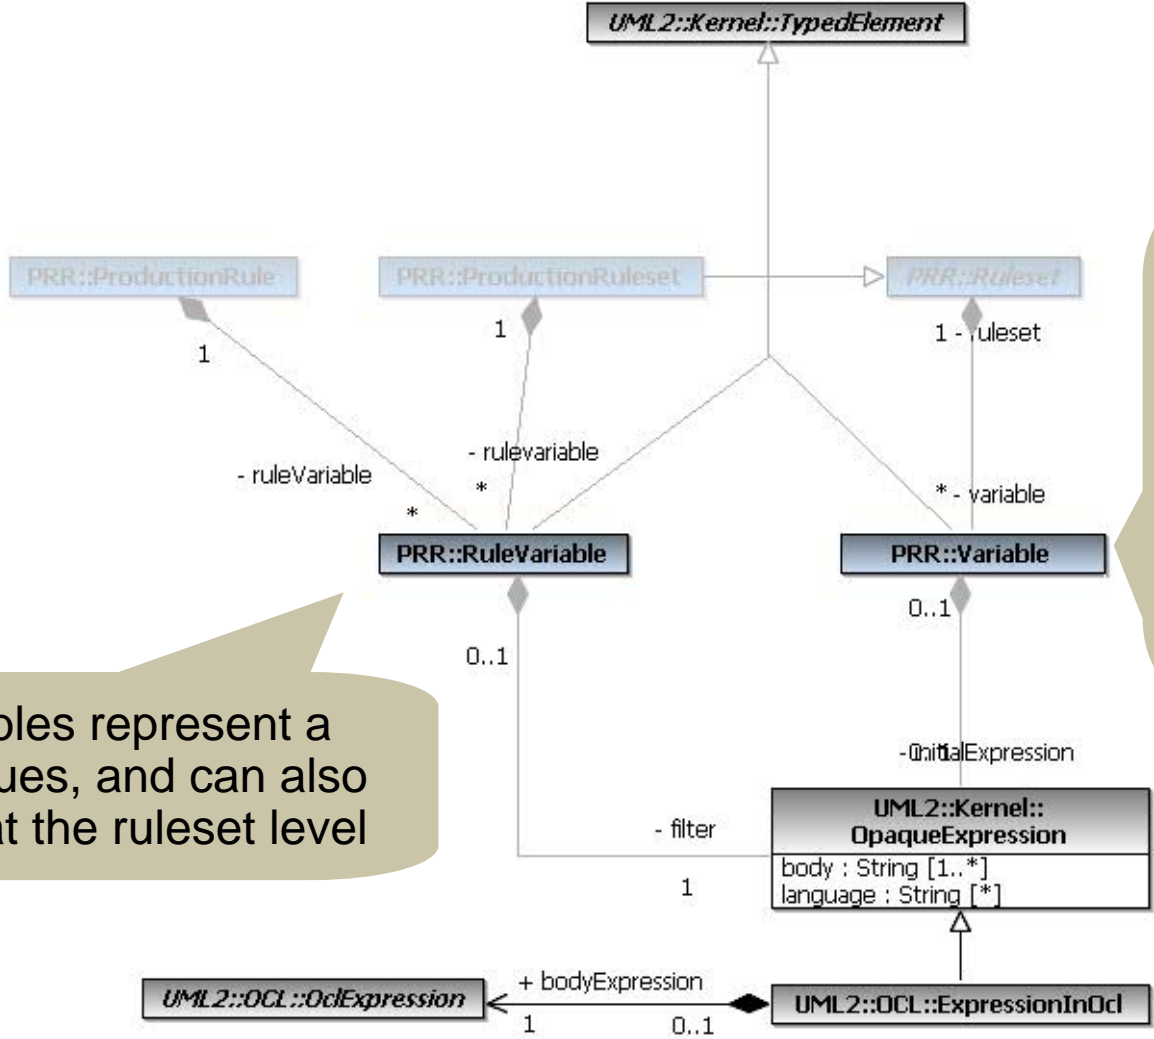 UML2::Kernel::TypedElement
PRR::ProductionRule
PRR::ProductionRuleset
PRR::Ruleset
1
1
1 - ruleset
- ruleVariable
*
- rulevariable
*
* - variable
PRR::RuleVariable
PRR::Variable
0..1
0..1
oles represent a
ues, and can also
at the ruleset level
- initialExpression
- filter
1
UML2::Kernel::
OpaqueExpression
body : String [1..*]
language : String [*]
UML2::OCL::OclExpression
+ bodyExpression
1
0..1
UML2::OCL::ExpressionInOcl